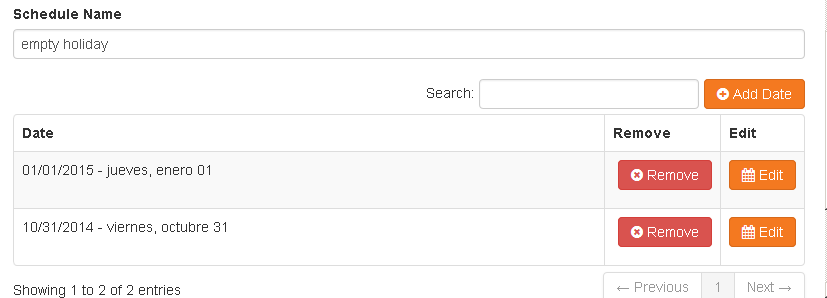 Schedule Name
empty holiday
Search: Add Date
Date Remove Edit
01/01/2015 - jueves, enero 01 Remove Edit
10/31/2014 - viernes, octubre 31 Remove Edit
Showing 1 to 2 of 2 entries ← Previous 1 Next →